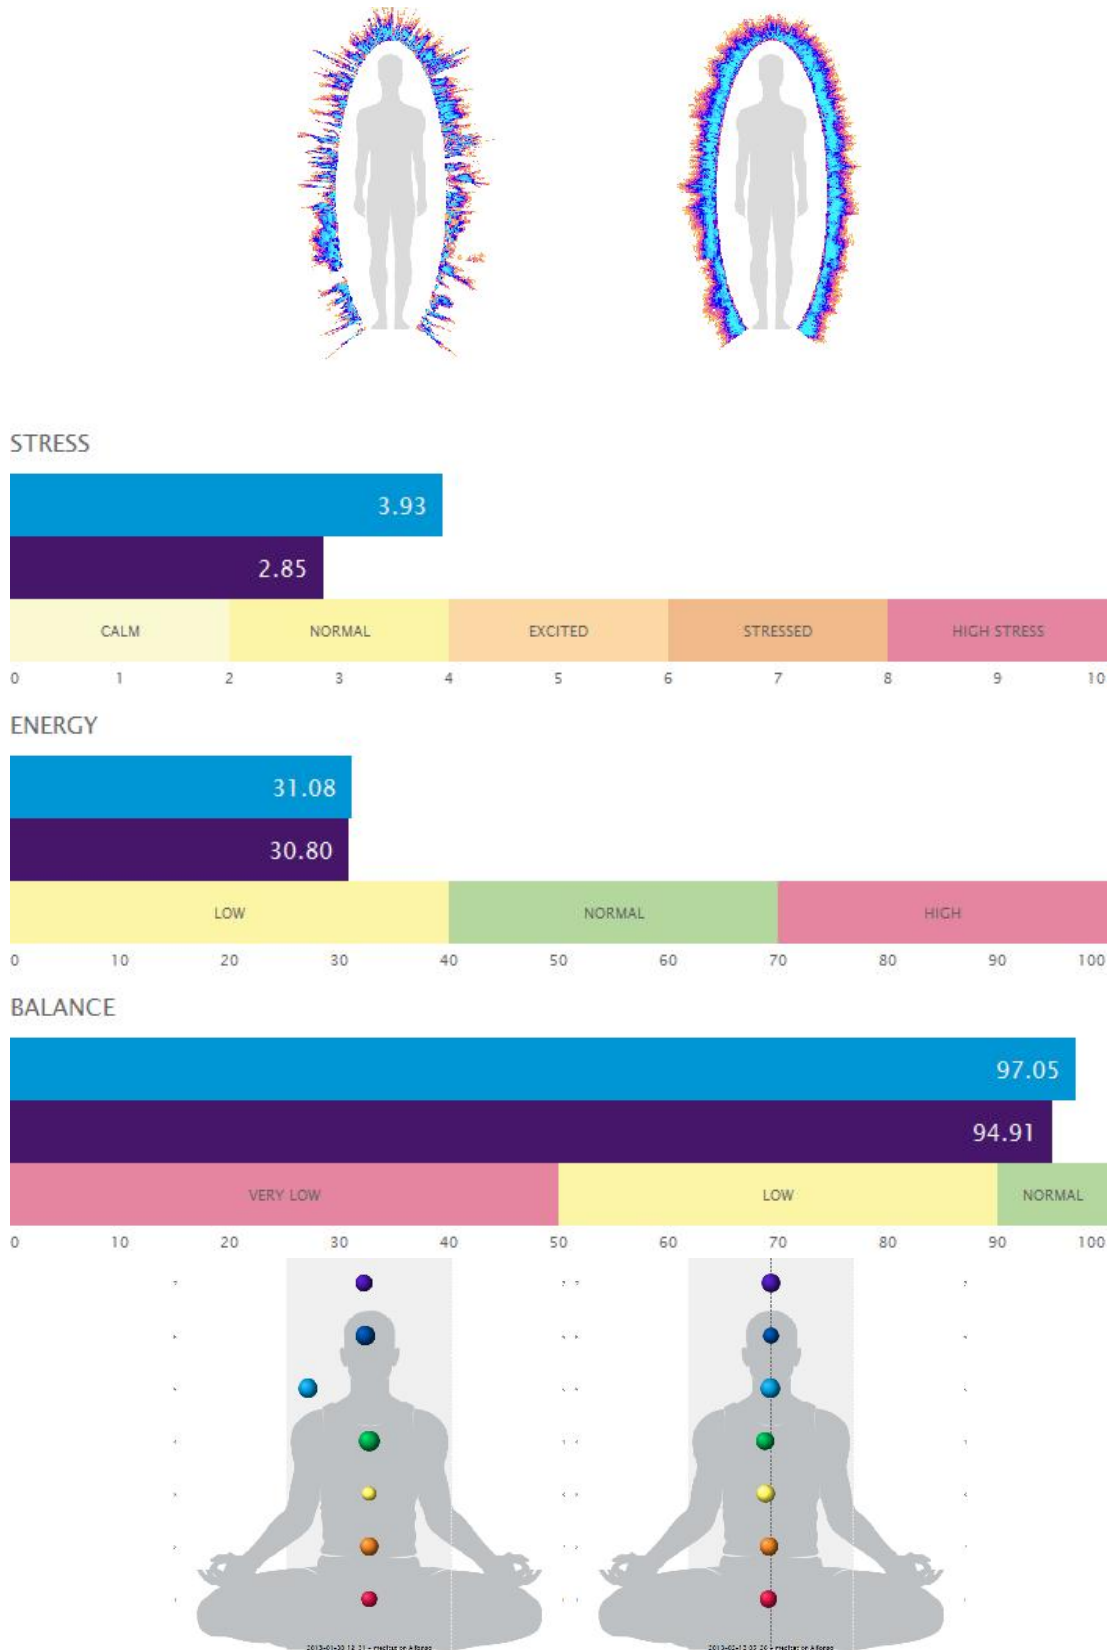 STRESS
3.93
2.85
CALM NORMAL EXCITED STRESSED HIGH STRESS
0 1 2 3 4 5 6 7 8 9 10
ENERGY
31.08
30.80
LOW NORMAL HIGH
0 10 20 30 40 50 60 70 80 90 100
BALANCE
97.05
94.91
VERY LOW LOW NORMAL
0 10 20 30 40 50 60 70 80 90 100